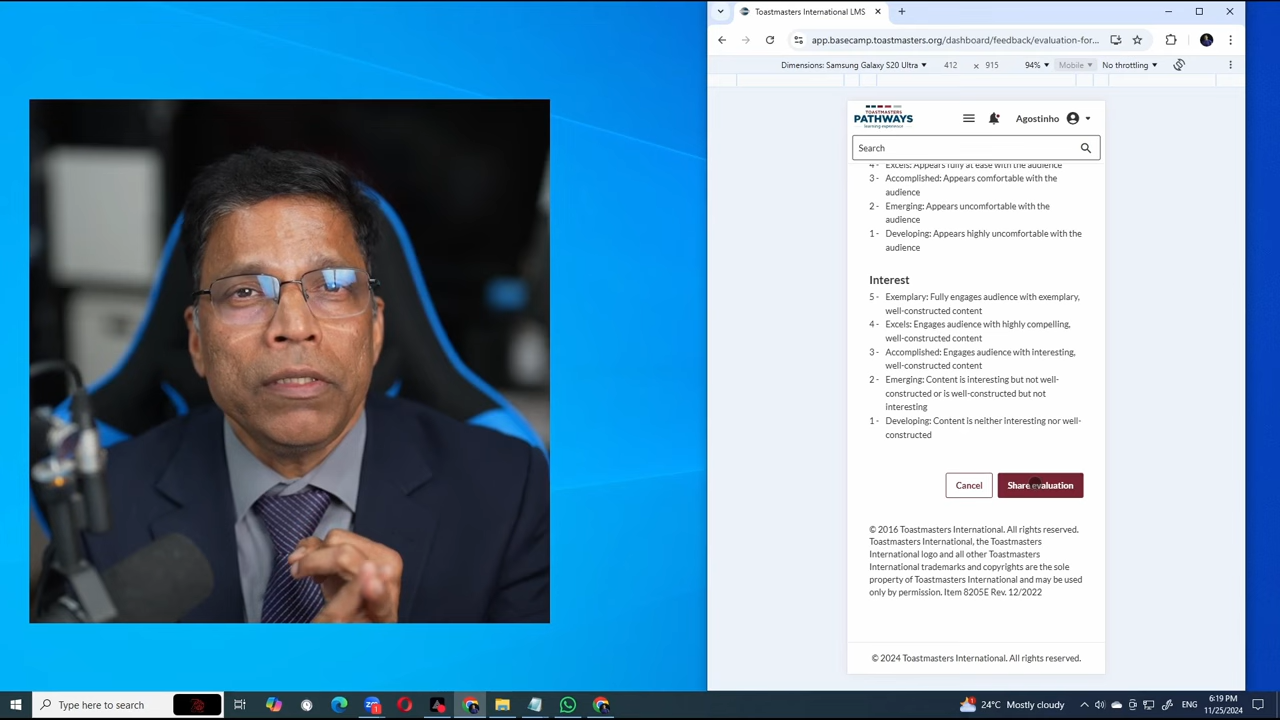 Toastmasters International LMS
app.basecamp.toastmasters.org/dashboard/feedback/evaluation-for...
Dimensions: Samsung Galaxy S20 Ultra 412 × 915 94% Mobile No throttling
TOASTMASTERS
PATHWAYS
learning experience
Agostinho
Search
4 - Excels: Appears fully at ease with the audience
3 - Accomplished: Appears comfortable with the
audience
2 - Emerging: Appears uncomfortable with the
audience
1 - Developing: Appears highly uncomfortable with the
audience
Interest
5 - Exemplary: Fully engages audience with exemplary,
well-constructed content
4 - Excels: Engages audience with highly compelling,
well-constructed content
3 - Accomplished: Engages audience with interesting,
well-constructed content
2 - Emerging: Content is interesting but not well-
constructed or is well-constructed but not
interesting
1 - Developing: Content is neither interesting nor well-
constructed
Cancel Share evaluation
© 2016 Toastmasters International. All rights reserved.
Toastmasters International, the Toastmasters
International logo and all other Toastmasters
International trademarks and copyrights are the sole
property of Toastmasters International and may be used
only by permission. Item 8205E Rev. 12/2022
© 2024 Toastmasters International. All rights reserved.
Type here to search
24°C Mostly cloudy
ENG
6:19 PM
11/25/2024